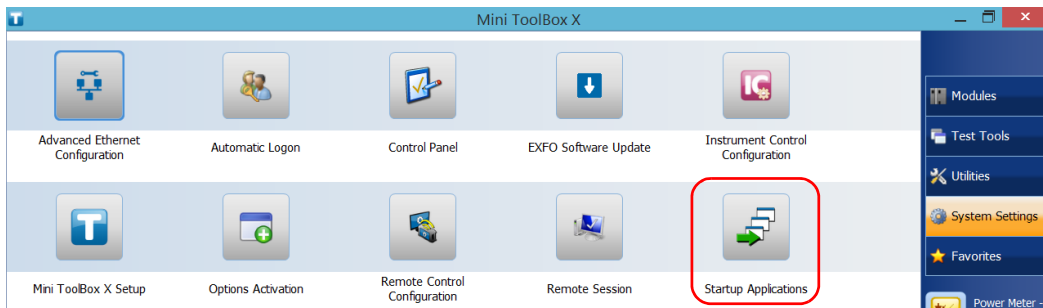 Mini ToolBox X
Advanced Ethernet
Configuration
Automatic Logon
Control Panel
EXFO Software Update
Instrument Control
Configuration
Mini ToolBox X Setup
Options Activation
Remote Control
Configuration
Remote Session
Startup Applications
Modules
Test Tools
Utilities
System Settings
Favorites
Power Meter -